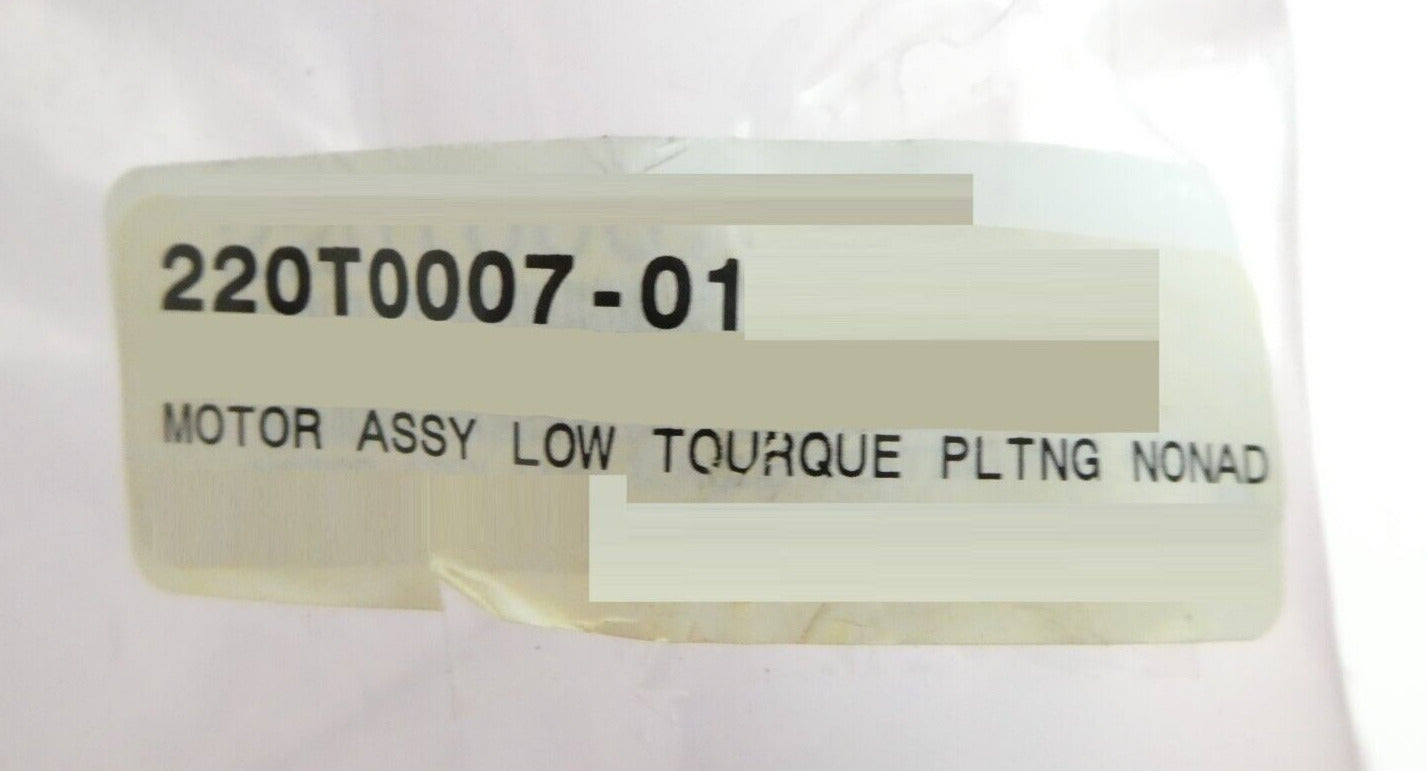 220T0007-01
MOTOR ASSY LOW TOURQUE PLTNG NONAD